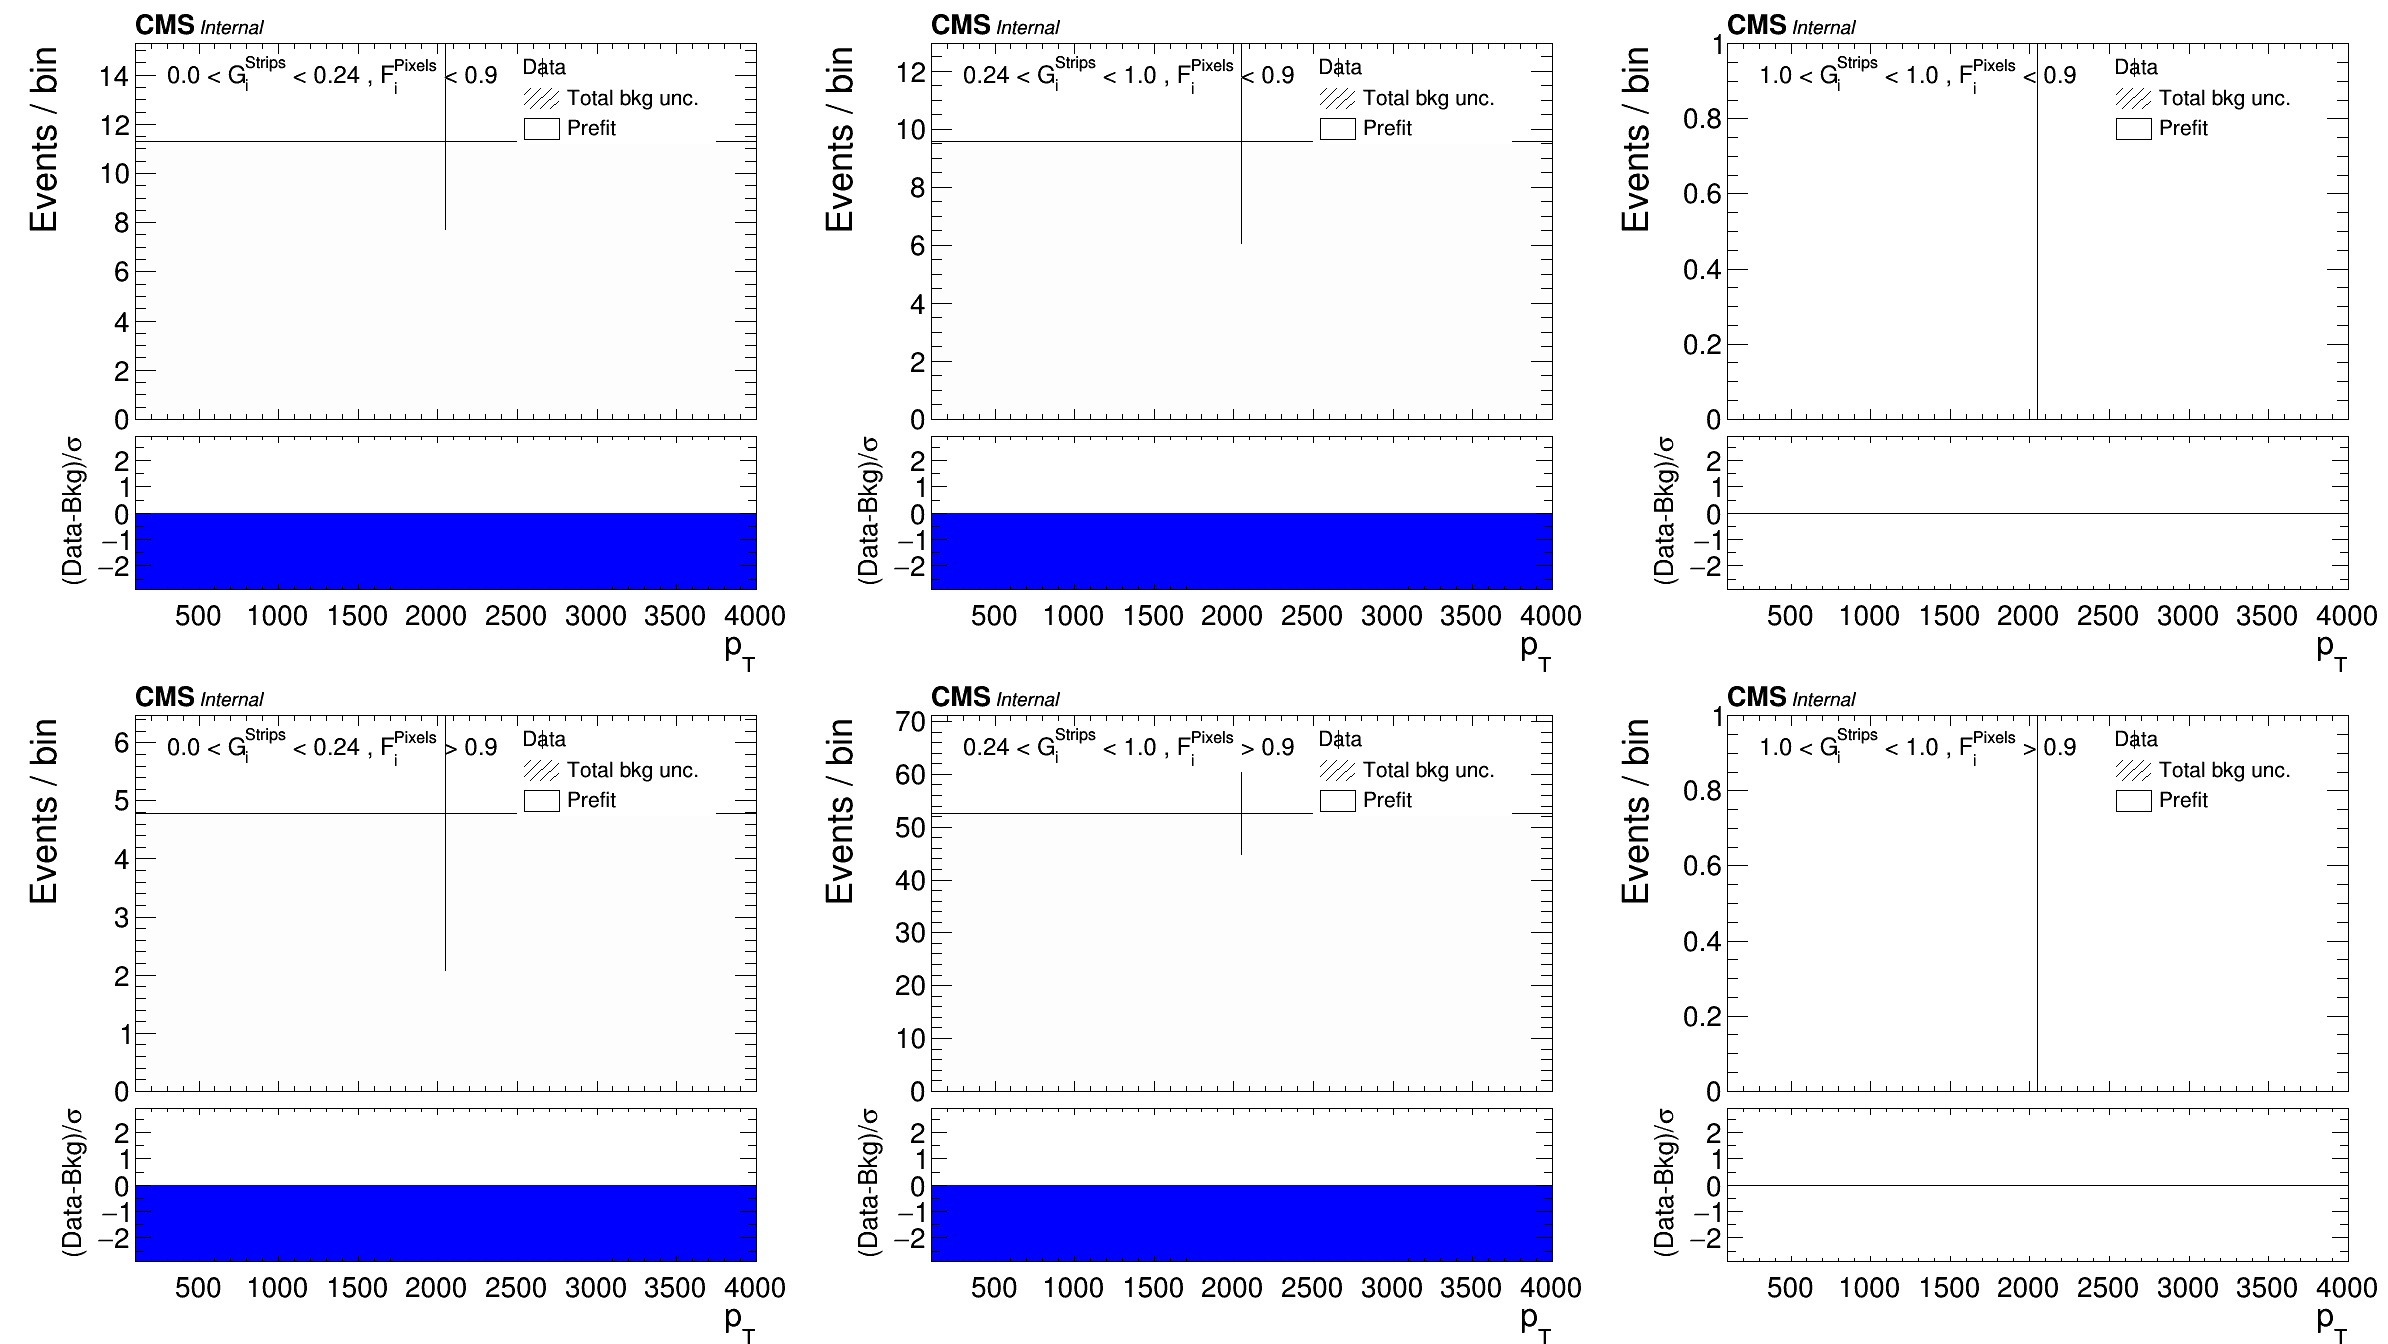 CMS Internal
Events / bin
14
12
10
8
6
4
2
0
0.0 < G_i^Strips < 0.24 , F_i^Pixels < 0.9
Data
Total bkg unc.
Prefit
(Data-Bkg)/σ
2
1
0
−1
−2
500 1000 1500 2000 2500 3000 3500 4000
p_T
CMS Internal
Events / bin
12
10
8
6
4
2
0
0.24 < G_i^Strips < 1.0 , F_i^Pixels < 0.9
Data
Total bkg unc.
Prefit
(Data-Bkg)/σ
2
1
0
−1
−2
500 1000 1500 2000 2500 3000 3500 4000
p_T
CMS Internal
Events / bin
1
0.8
0.6
0.4
0.2
0
1.0 < G_i^Strips < 1.0 , F_i^Pixels < 0.9
Data
Total bkg unc.
Prefit
(Data-Bkg)/σ
2
1
0
−1
−2
500 1000 1500 2000 2500 3000 3500 4000
p_T
CMS Internal
Events / bin
6
5
4
3
2
1
0
0.0 < G_i^Strips < 0.24 , F_i^Pixels > 0.9
Data
Total bkg unc.
Prefit
(Data-Bkg)/σ
2
1
0
−1
−2
500 1000 1500 2000 2500 3000 3500 4000
p_T
CMS Internal
Events / bin
70
60
50
40
30
20
10
0
0.24 < G_i^Strips < 1.0 , F_i^Pixels > 0.9
Data
Total bkg unc.
Prefit
(Data-Bkg)/σ
2
1
0
−1
−2
500 1000 1500 2000 2500 3000 3500 4000
p_T
CMS Internal
Events / bin
1
0.8
0.6
0.4
0.2
0
1.0 < G_i^Strips < 1.0 , F_i^Pixels > 0.9
Data
Total bkg unc.
Prefit
(Data-Bkg)/σ
2
1
0
−1
−2
500 1000 1500 2000 2500 3000 3500 4000
p_T